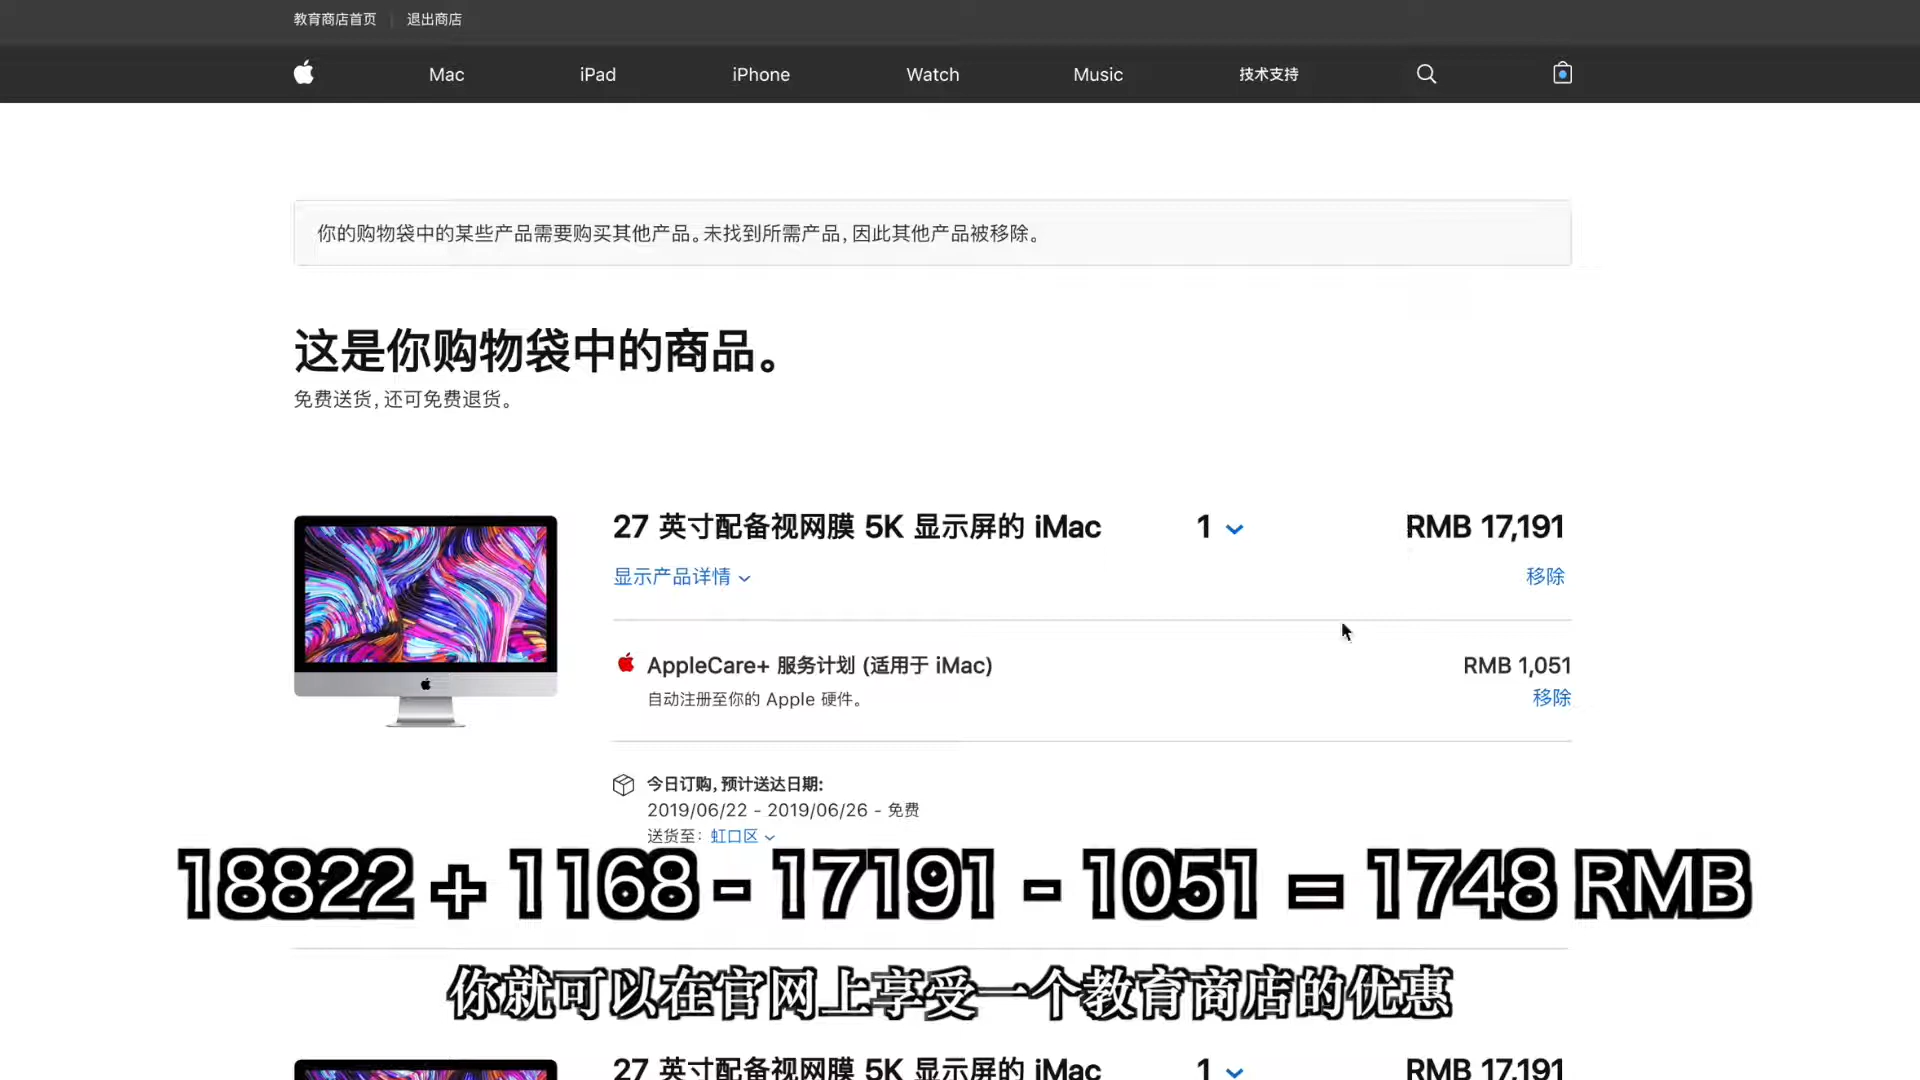 教育商店首页 退出商店
Mac iPad iPhone Watch Music 技术支持
你的购物袋中的某些产品需要购买其他产品。未找到所需产品,因此其他产品被移除。
这是你购物袋中的商品。
免费送货,还可免费退货。
27 英寸配备视网膜 5K 显示屏的 iMac 1 RMB 17,191
显示产品详情 移除
AppleCare+ 服务计划 (适用于 iMac) RMB 1,051
自动注册至你的 Apple 硬件。 移除
今日订购,预计送达日期:
2019/06/22 - 2019/06/26 - 免费
送货至: 虹口区
18822 + 1168 - 17191 - 1051 = 1748 RMB
你就可以在官网上享受一个教育商店的优惠
27 英寸配备视网膜 5K 显示屏的 iMac 1 RMB 17,191